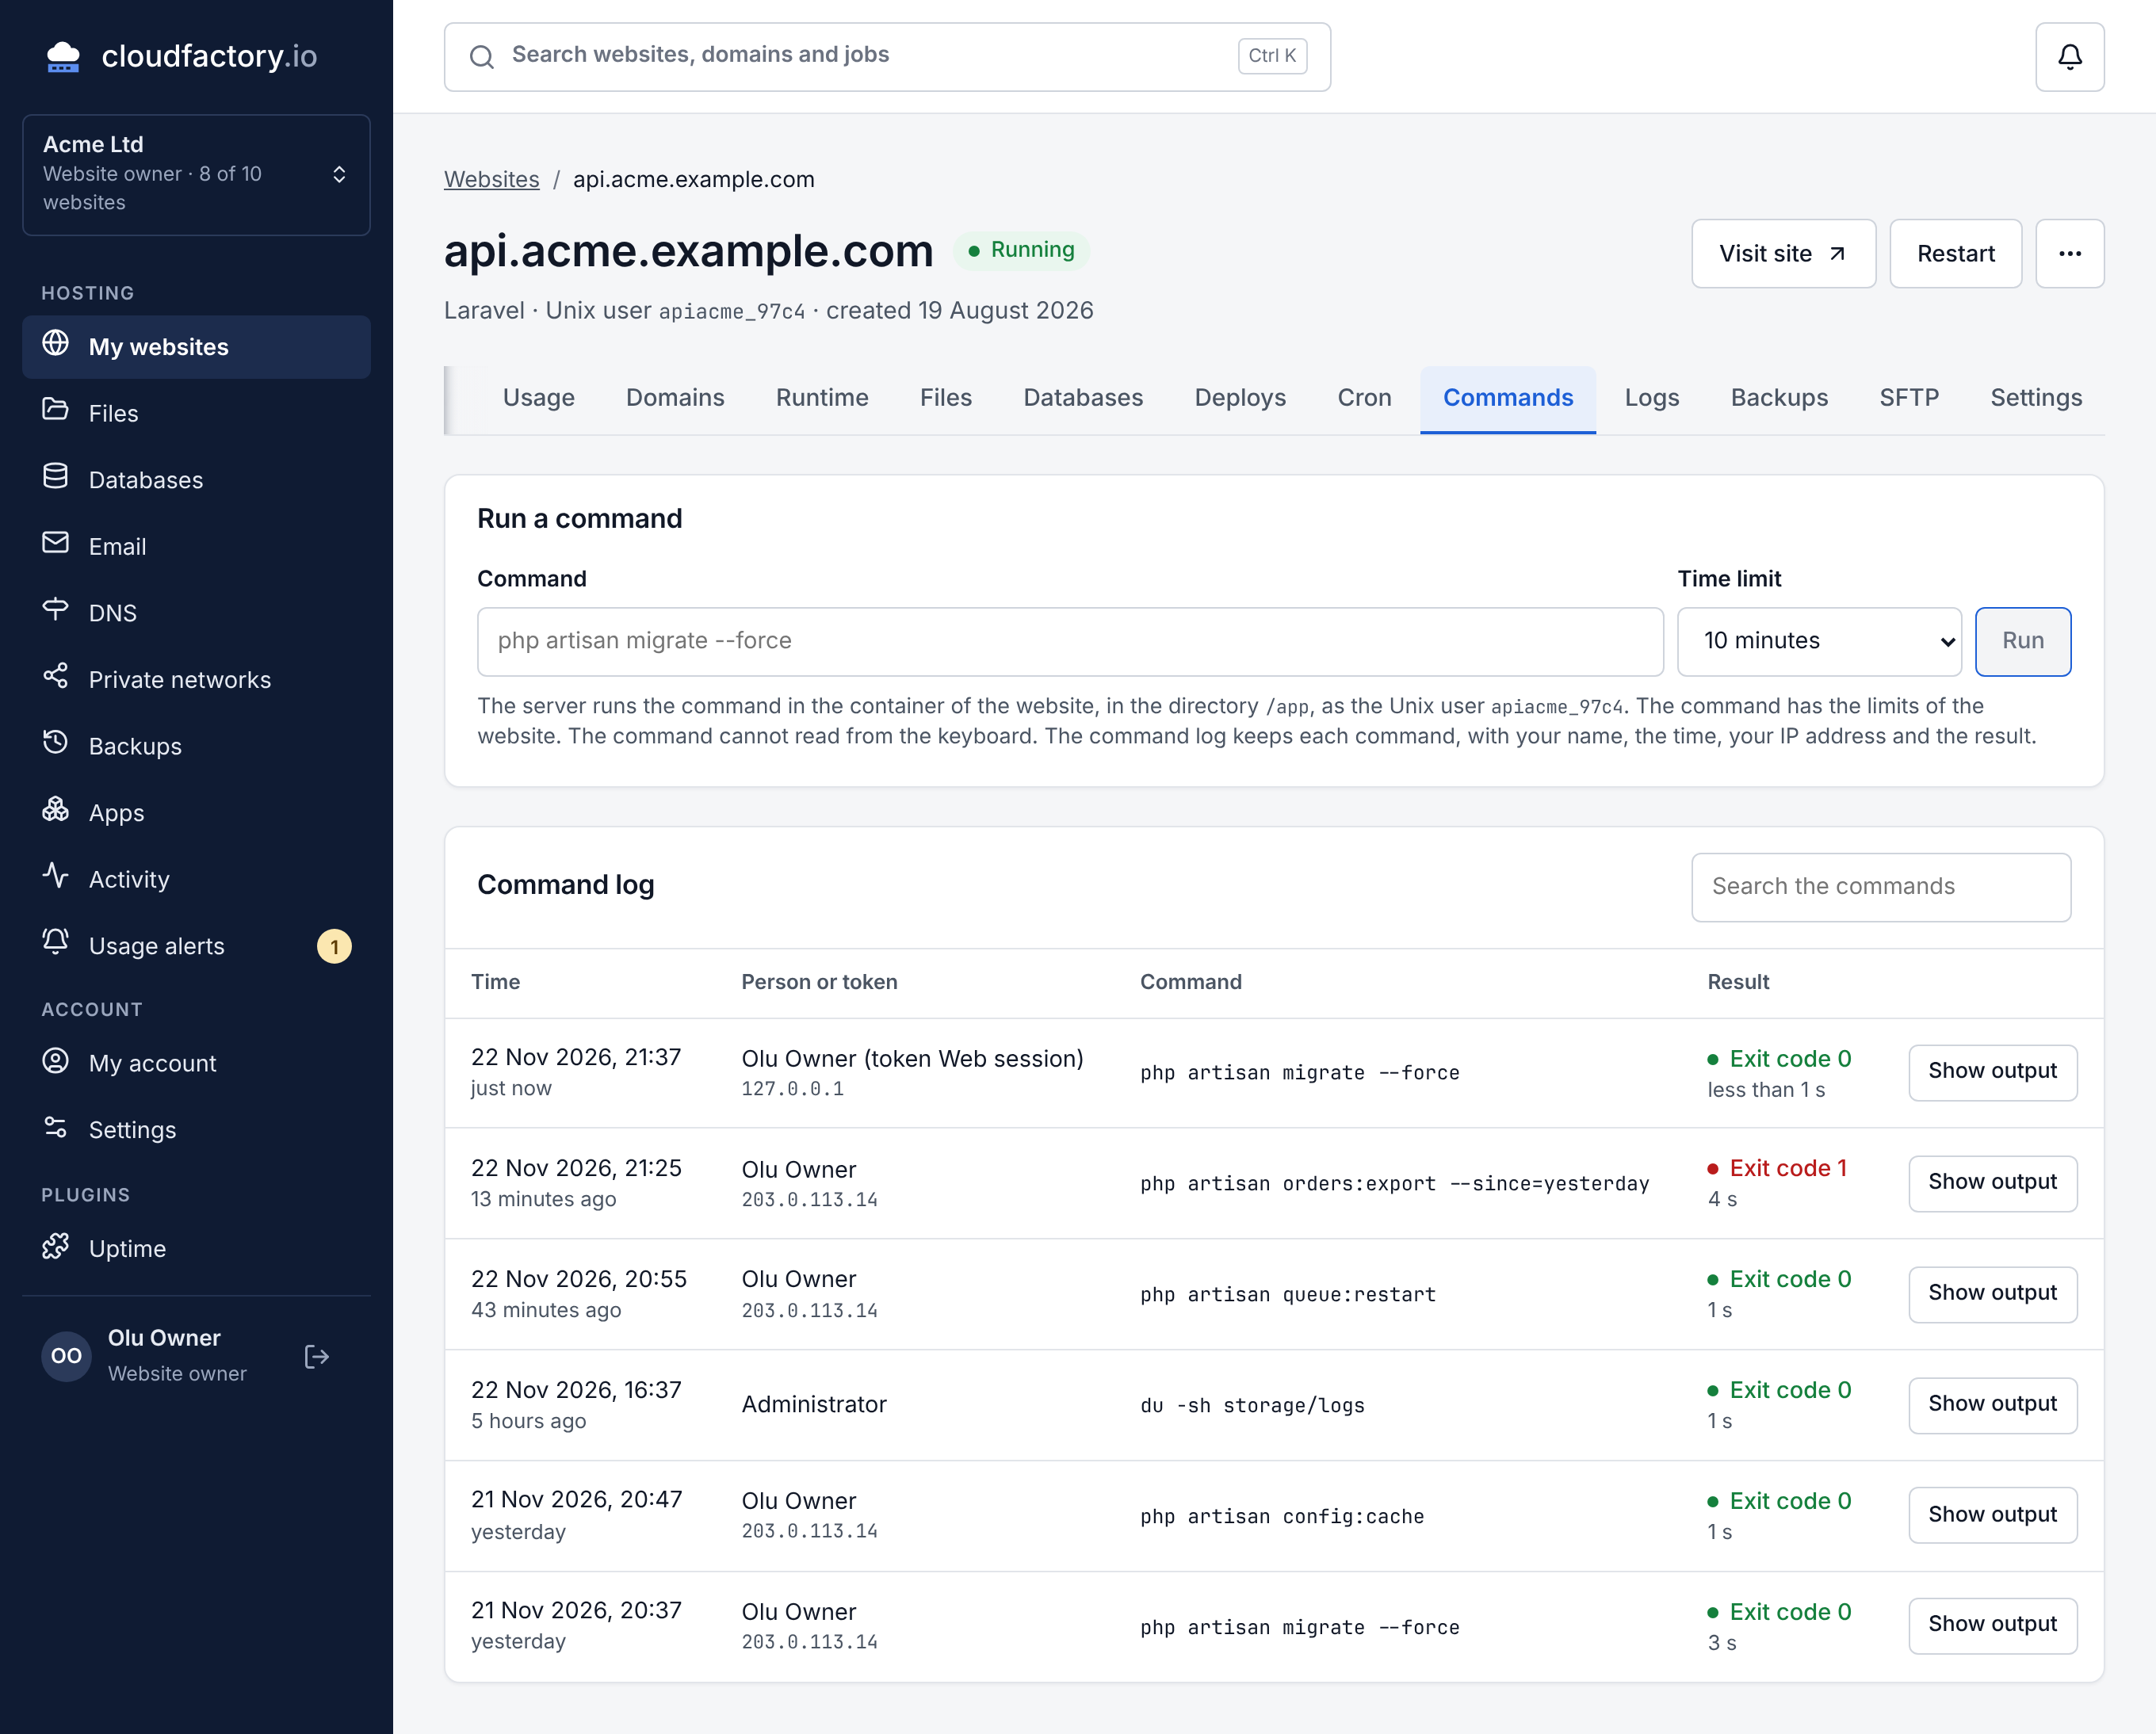 cloudfactory.io
Search websites, domains and jobs
Ctrl K
Acme Ltd
Website owner · 8 of 10
websites
HOSTING
My websites
Files
Databases
Email
DNS
Private networks
Backups
Apps
Activity
Usage alerts
1
ACCOUNT
My account
Settings
PLUGINS
Uptime
OO
Olu Owner
Website owner
Websites / api.acme.example.com
api.acme.example.com
Running
Visit site
Restart
Laravel · Unix user apiacme_97c4 · created 19 August 2026
Usage
Domains
Runtime
Files
Databases
Deploys
Cron
Commands
Logs
Backups
SFTP
Settings
Run a command
Command
Time limit
php artisan migrate --force
10 minutes
Run
The server runs the command in the container of the website, in the directory /app, as the Unix user apiacme_97c4. The command has the limits of the
website. The command cannot read from the keyboard. The command log keeps each command, with your name, the time, your IP address and the result.
Command log
Search the commands
Time
Person or token
Command
Result
22 Nov 2026, 21:37
just now
Olu Owner (token Web session)
127.0.0.1
php artisan migrate --force
Exit code 0
less than 1 s
Show output
22 Nov 2026, 21:25
13 minutes ago
Olu Owner
203.0.113.14
php artisan orders:export --since=yesterday
Exit code 1
4 s
Show output
22 Nov 2026, 20:55
43 minutes ago
Olu Owner
203.0.113.14
php artisan queue:restart
Exit code 0
1 s
Show output
22 Nov 2026, 16:37
5 hours ago
Administrator
du -sh storage/logs
Exit code 0
1 s
Show output
21 Nov 2026, 20:47
yesterday
Olu Owner
203.0.113.14
php artisan config:cache
Exit code 0
1 s
Show output
21 Nov 2026, 20:37
yesterday
Olu Owner
203.0.113.14
php artisan migrate --force
Exit code 0
3 s
Show output